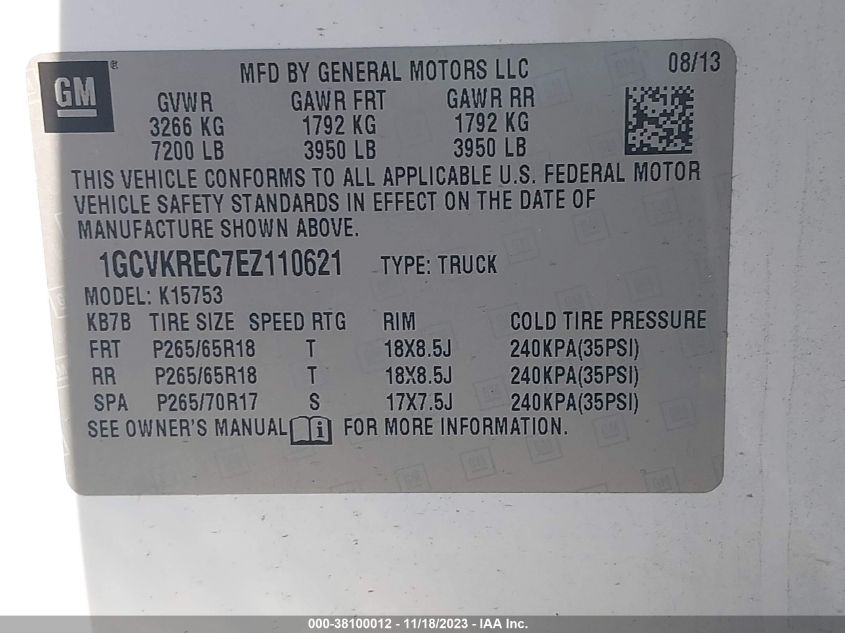 GM ® MFD BY GENERAL MOTORS LLC 08/13
GVWR GAWR FRT GAWR RR
3266 KG 1792 KG 1792 KG
7200 LB 3950 LB 3950 LB
THIS VEHICLE CONFORMS TO ALL APPLICABLE U.S. FEDERAL MOTOR
VEHICLE SAFETY STANDARDS IN EFFECT ON THE DATE OF
MANUFACTURE SHOWN ABOVE.
1GCVKREC7EZ110621 TYPE: TRUCK
MODEL: K15753
KB7B TIRE SIZE SPEED RTG RIM COLD TIRE PRESSURE
FRT P265/65R18 T 18X8.5J 240KPA(35PSI)
RR P265/65R18 T 18X8.5J 240KPA(35PSI)
SPA P265/70R17 S 17X7.5J 240KPA(35PSI)
SEE OWNER'S MANUAL FOR MORE INFORMATION.
000-38100012 - 11/18/2023 - IAA, Inc.